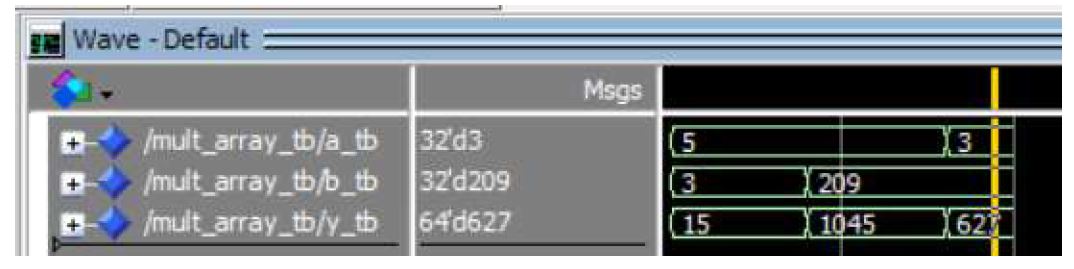 Wave - Default
Msgs
/mult_array_tb/a_tb 32'd3 5 3
/mult_array_tb/b_tb 32'd209 3 209
/mult_array_tb/y_tb 64'd627 15 1045 627